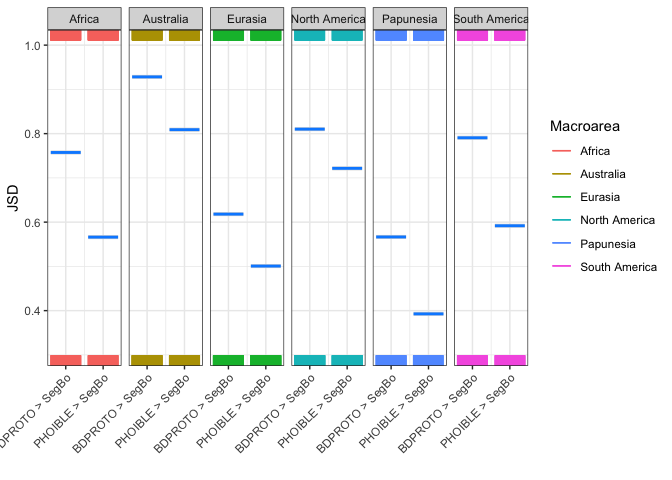 Africa Australia Eurasia North America Papunesia South America
1.0
0.8
0.6
0.4
JSD
DPROTO > SegBo PHOIBLE > SegBo BDPROTO > SegBo PHOIBLE > SegBo BDPROTO > SegBo PHOIBLE > SegBo BDPROTO > SegBo PHOIBLE > SegBo BDPROTO > SegBo PHOIBLE > SegBo BDPROTO > SegBo PHOIBLE > SegBo
Macroarea
Africa
Australia
Eurasia
North America
Papunesia
South America